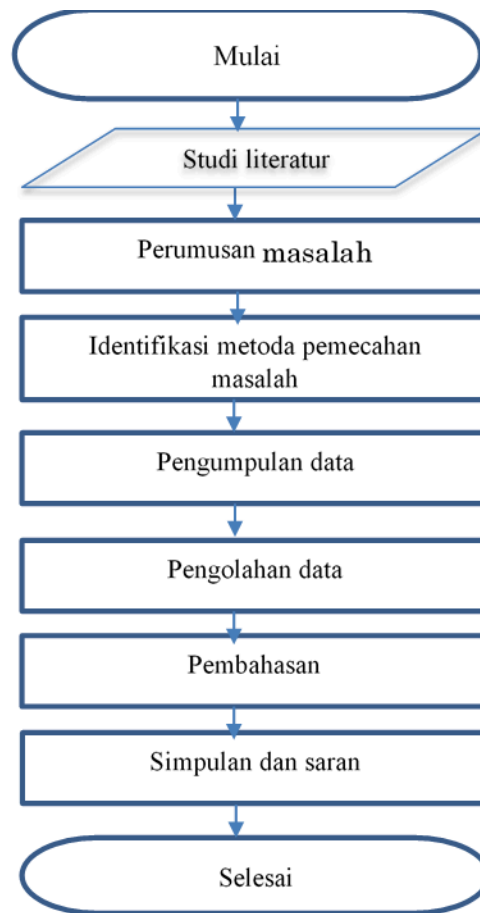 Mulai
Studi literatur
Perumusan masalah
Identifikasi metoda pemecahan
masalah
Pengumpulan data
Pengolahan data
Pembahasan
Simpulan dan saran
Selesai